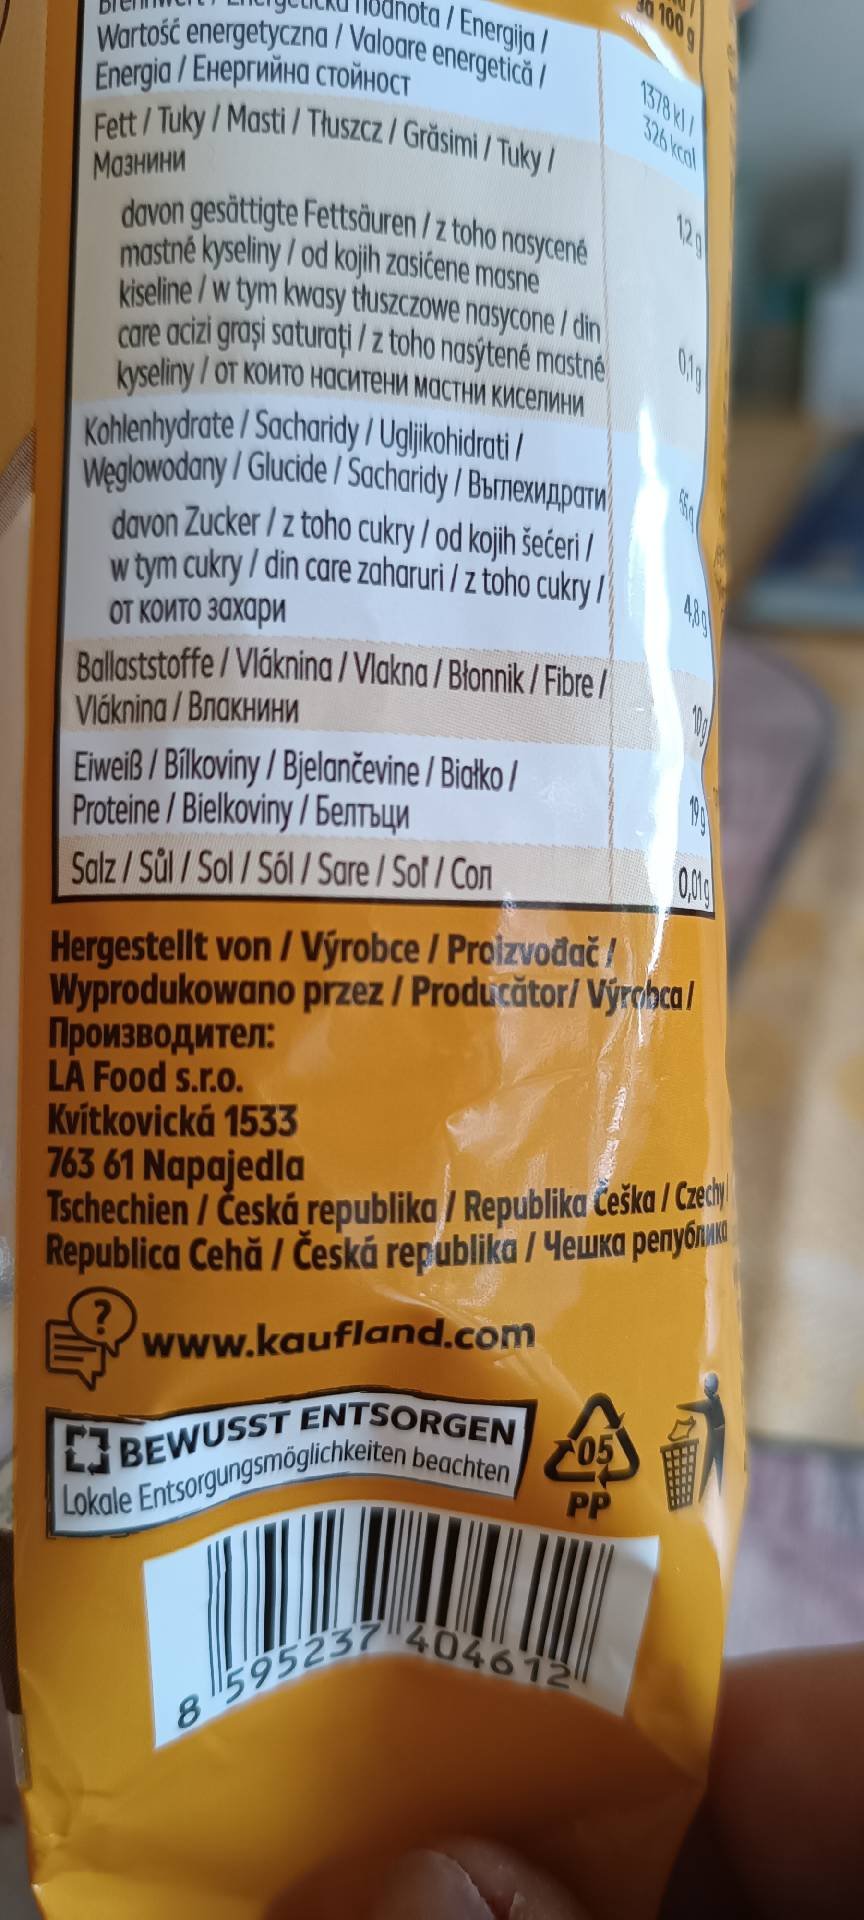 hodnota / Energija /
Wartość energetyczna / Valoare energetică /
Energia / Енергийна стойност
за 100 g
1378 kJ /
326 kcal
Fett / Tuky / Masti / Tłuszcz / Grăsimi / Tuky /
Мазнини
1,2 g
davon gesättigte Fettsäuren / z toho nasycené
mastné kyseliny / od kojih zasićene masne
kiseline / w tym kwasy tłuszczowe nasycone / din
care acizi grași saturați / z toho nasýtené mastné
kyseliny / от които наситени мастни киселини
0,1 g
Kohlenhydrate / Sacharidy / Ugljikohidrati /
Węglowodany / Glucide / Sacharidy / Въглехидрати
davon Zucker / z toho cukry / od kojih šećeri /
w tym cukry / din care zaharuri / z toho cukry /
от които захари
4,8 g
Ballaststoffe / Vláknina / Vlakna / Błonnik / Fibre /
Vláknina / Влакнини
10 g
Eiweiß / Bílkoviny / Bjelančevine / Białko /
Proteine / Bielkoviny / Белтъци
19 g
Salz / Sůl / Sol / Sól / Sare / Soľ / Сол
0,01 g
Hergestellt von / Výrobce / Proizvođač /
Wyprodukowano przez / Producător/ Výrobca /
Производител:
LA Food s.r.o.
Kvítkovická 1533
763 61 Napajedla
Tschechien / Česká republika / Republika Češka / Czechy /
Republica Cehă / Česká republika / Чешка република
?
www.kaufland.com
BEWUSST ENTSORGEN
Lokale Entsorgungsmöglichkeiten beachten
05
PP
8 595237 404612